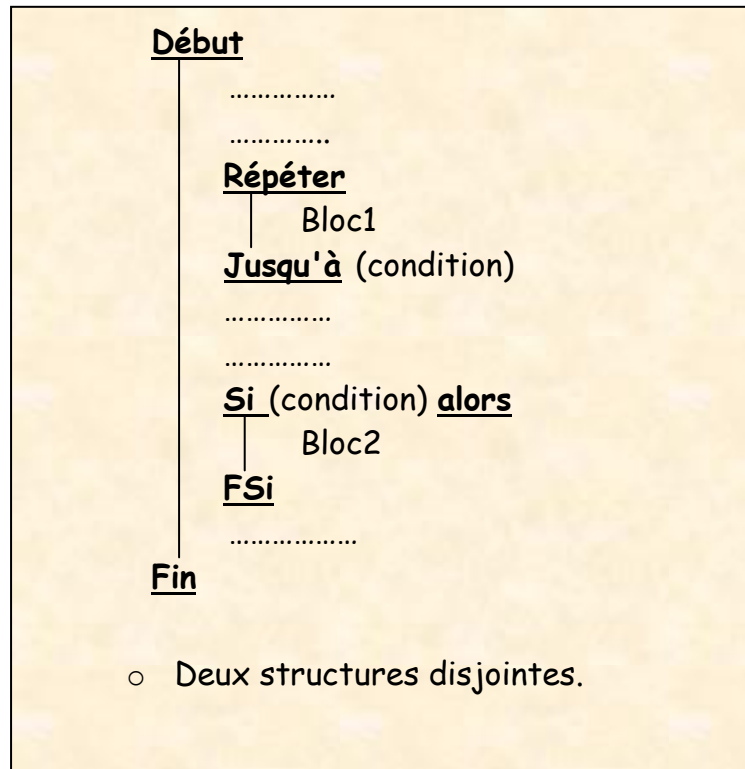 Début
……………
…………..
Répéter
Bloc1
Jusqu'à (condition)
……………
……………
Si (condition) alors
Bloc2
FSi
………………
Fin
o Deux structures disjointes.